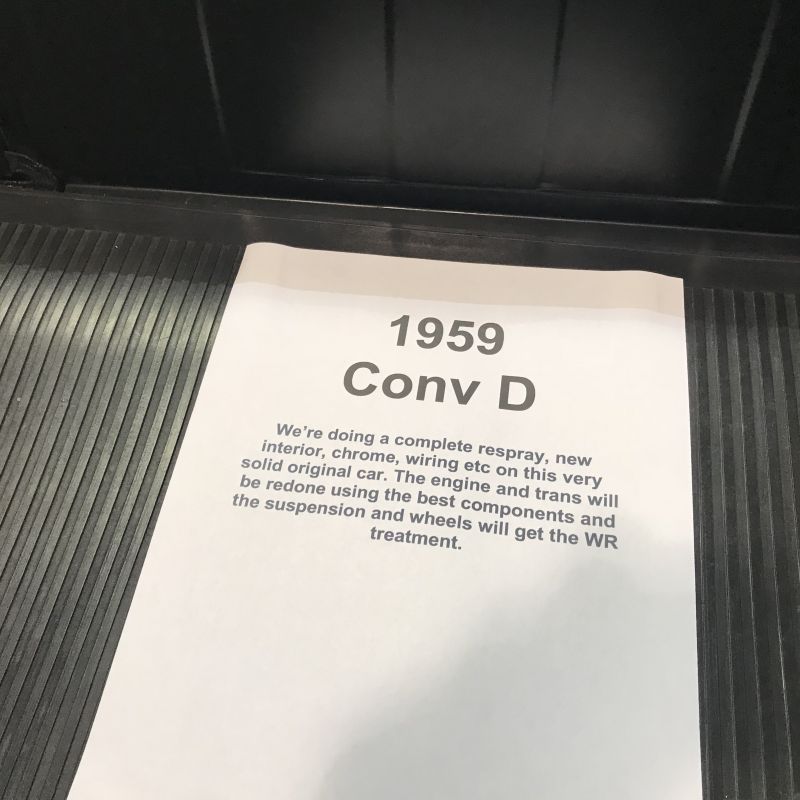 1959
Conv D
We're doing a complete respray, new
interior, chrome, wiring etc on this very
solid original car. The engine and trans will
be redone using the best components and
the suspension and wheels will get the WR
treatment.